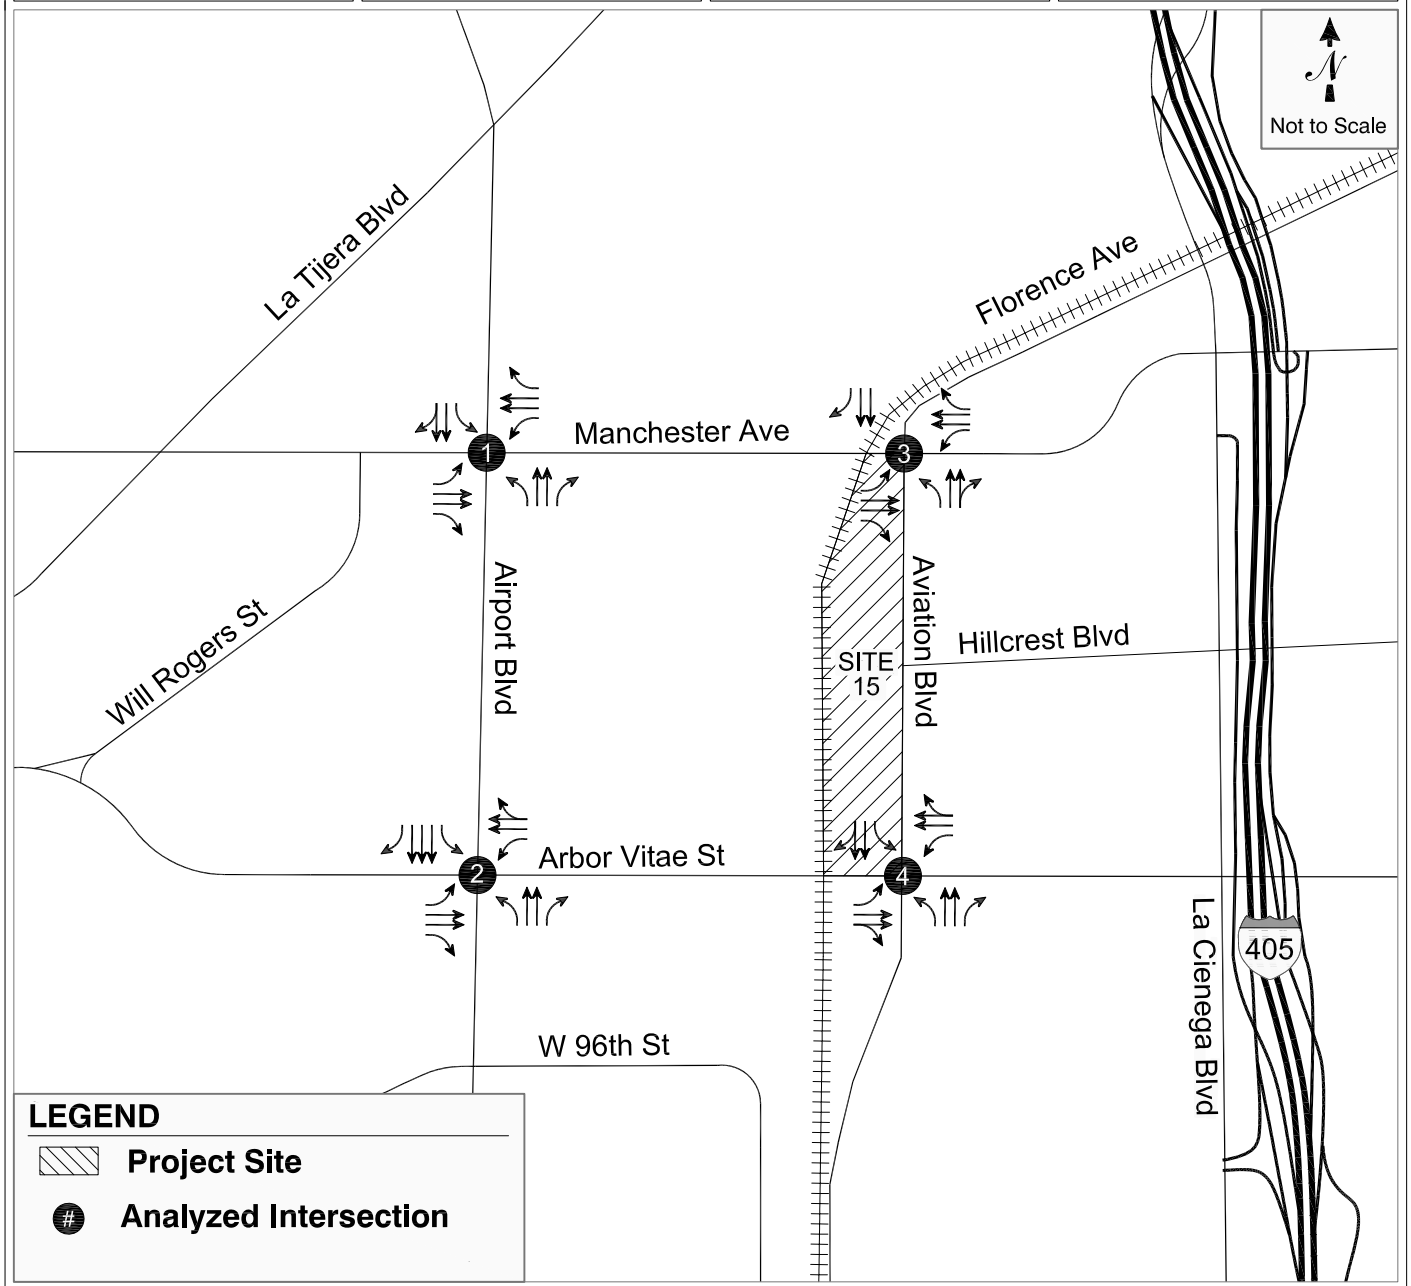 N
Not to Scale
La Tijera Blvd
Florence Ave
Manchester Ave
1
3
Airport Blvd
Aviation Blvd
Hillcrest Blvd
Will Rogers St
SITE
15
Arbor Vitae St
2
4
La Cienega Blvd
405
W 96th St
LEGEND
Project Site
# Analyzed Intersection